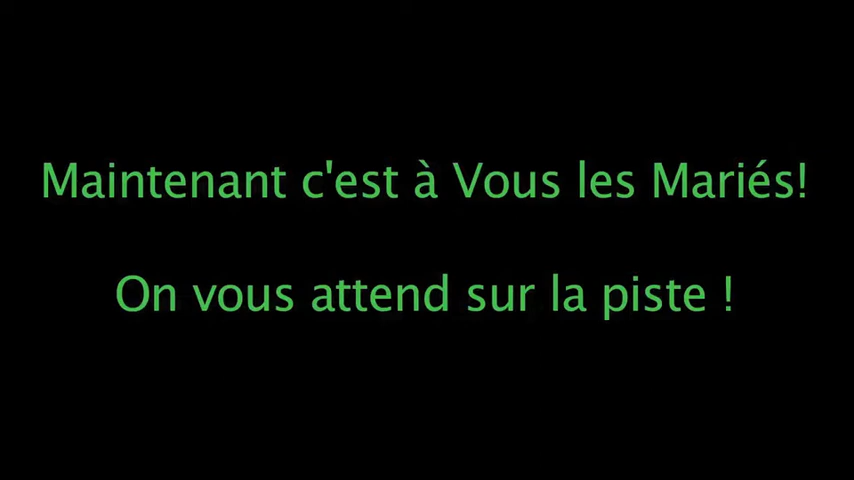 Maintenant c'est à Vous les Mariés!
On vous attend sur la piste !